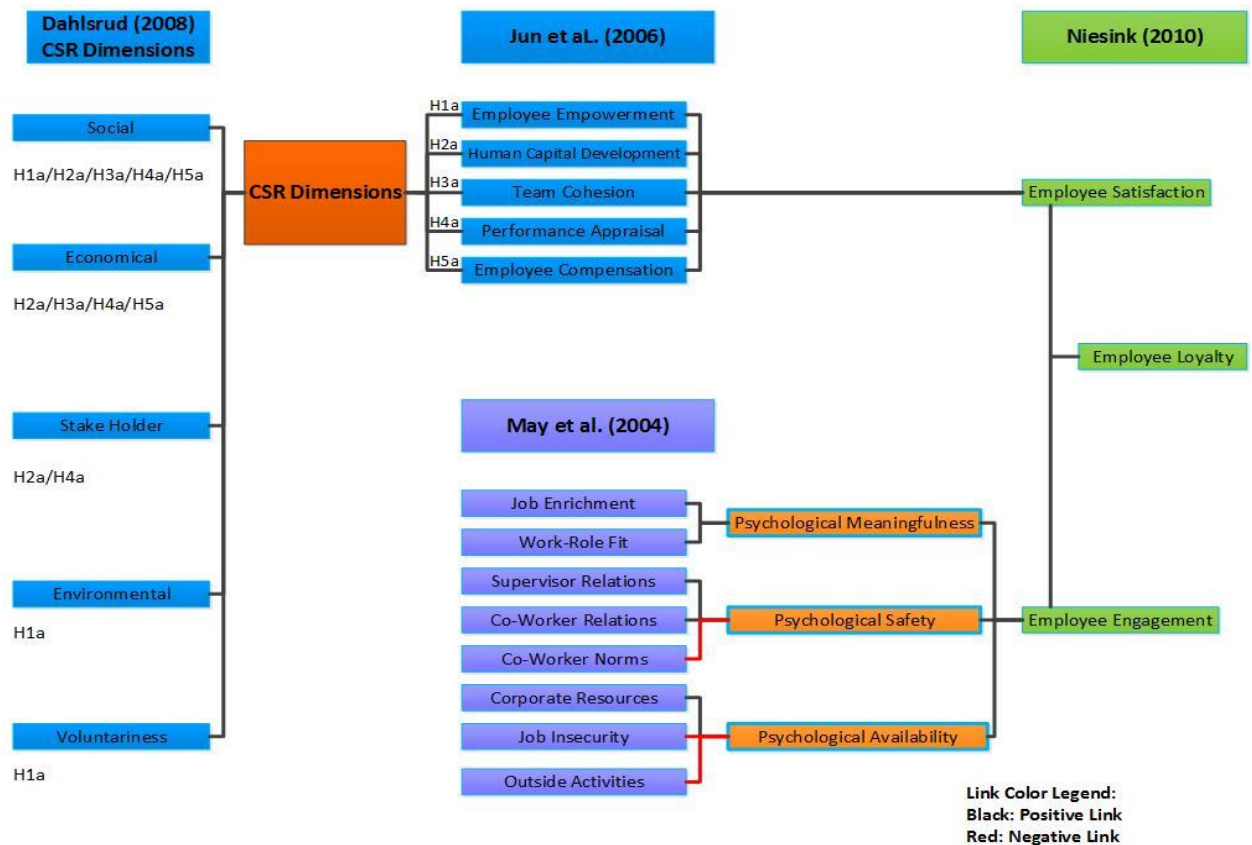 Dahlsrud (2008)
CSR Dimensions
Jun et aL. (2006)
Niesink (2010)
Social
H1a/H2a/H3a/H4a/H5a
Economical
H2a/H3a/H4a/H5a
Stake Holder
H2a/H4a
Environmental
H1a
Voluntariness
H1a
CSR Dimensions
H1a
Employee Empowerment
H2a
Human Capital Development
H3a
Team Cohesion
H4a
Performance Appraisal
H5a
Employee Compensation
Employee Satisfaction
Employee Loyalty
May et al. (2004)
Job Enrichment
Work-Role Fit
Supervisor Relations
Co-Worker Relations
Co-Worker Norms
Corporate Resources
Job Insecurity
Outside Activities
Psychological Meaningfulness
Psychological Safety
Psychological Availability
Employee Engagement
Link Color Legend:
Black: Positive Link
Red: Negative Link